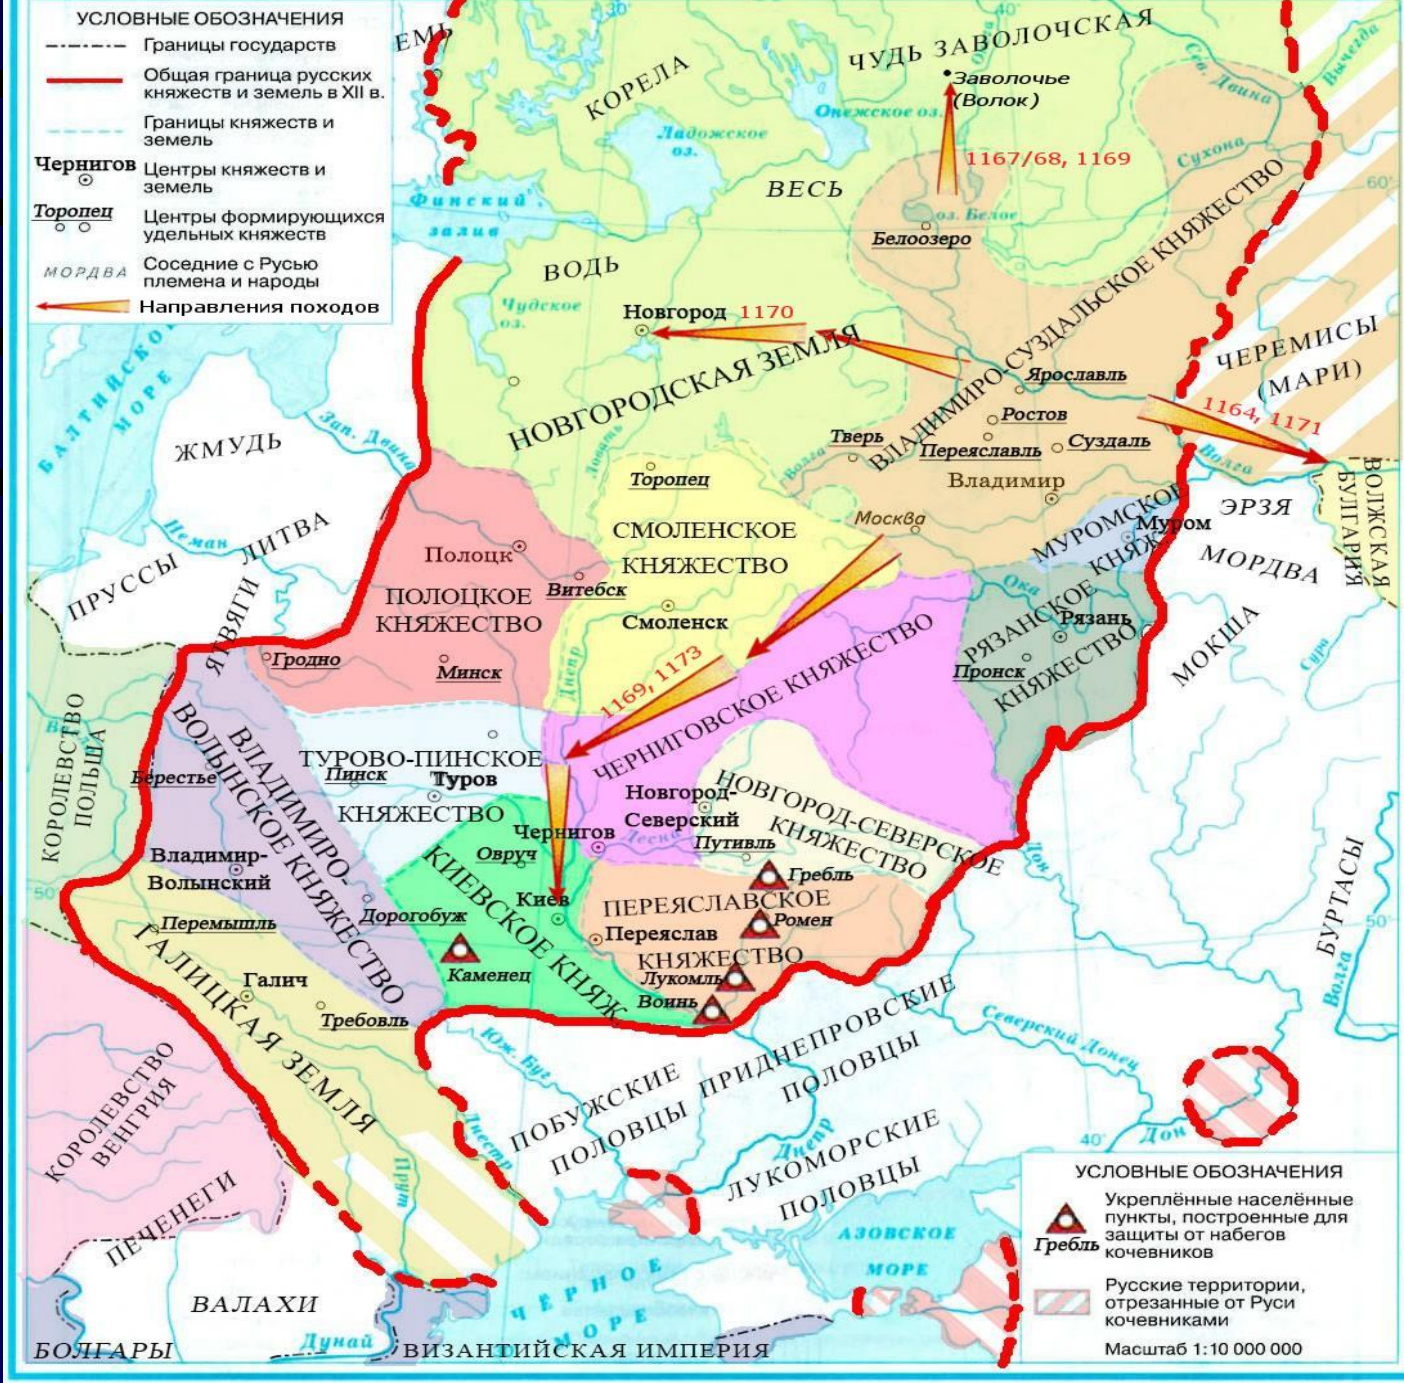 УСЛОВНЫЕ ОБОЗНАЧЕНИЯ
Границы государств
Общая граница русских
княжеств и земель в XII в.
Границы княжеств и
земель
Чернигов
Центры княжеств и
земель
Торопец
Центры формирующихся
удельных княжеств
МОРДВА
Соседние с Русью
племена и народы
Направления походов
30°
40°
ЕМЬ
КОРЕЛА
ЧУДЬ ЗАВОЛОЧСКАЯ
Заволочье
(Волок)
Сев. Двина
Вычегда
Онежское оз.
Ладожское
оз.
1167/68, 1169
Сухона
60°
ВЕСЬ
Финский
залив
оз. Белое
Белоозеро
ВОДЬ
Чудское
оз.
Новгород 1170
НОВГОРОДСКАЯ ЗЕМЛЯ
ВЛАДИМИРО-СУЗДАЛЬСКОЕ КНЯЖЕСТВО
ЧЕРЕМИСЫ
(МАРИ)
БАЛТИЙСКОЕ
МОРЕ
Ярославль
1164, 1171
Ростов
Тверь
Переяславль
Суздаль
ЖМУДЬ
Зап. Двина
Ловать
Волга
Волга
Торопец
Владимир
ВОЛЖСКАЯ
БУЛГАРИЯ
ЭРЗЯ
Неман
ЛИТВА
СМОЛЕНСКОЕ
КНЯЖЕСТВО
Москва
МУРОМСКОЕ
КНЯЖ.
Муром
МОРДВА
Полоцк
Витебск
ПРУССЫ
ПОЛОЦКОЕ
КНЯЖЕСТВО
Смоленск
Ока
РЯЗАНСКОЕ
КНЯЖЕСТВО
Рязань
МОКША
Сура
ЯТВЯГИ
Гродно
Минск
Днепр
Пронск
1169, 1173
ЧЕРНИГОВСКОЕ КНЯЖЕСТВО
КОРОЛЕВСТВО
ПОЛЬША
ВЛАДИМИРО-
ВОЛЫНСКОЕ КНЯЖЕСТВО
Берестье
ТУРОВО-ПИНСКОЕ
КНЯЖЕСТВО
Пинск
Туров
Новгород-
Северский
НОВГОРОД-СЕВЕРСКОЕ
КНЯЖЕСТВО
Чернигов
Десна
Путивль
Овруч
Владимир-
Волынский
КИЕВСКОЕ КНЯЖ.
Гребль
Дон
БУРТАСЫ
50°
50°
Киев
ПЕРЕЯСЛАВСКОЕ
КНЯЖЕСТВО
Дорогобуж
Ромен
Перемышль
Переяслав
ГАЛИЦКАЯ ЗЕМЛЯ
Каменец
Лукомль
Воинь
Галич
Требовль
Волга
Северский Донец
Юж. Буг
ПРИДНЕПРОВСКИЕ
ПОЛОВЦЫ
ПОБУЖСКИЕ
ПОЛОВЦЫ
КОРОЛЕВСТВО
ВЕНГРИЯ
Днестр
Прут
Днепр
ЛУКОМОРСКИЕ
ПОЛОВЦЫ
40°
Дон
ПЕЧЕНЕГИ
АЗОВСКОЕ
МОРЕ
ЧЁРНОЕ
МОРЕ
ВАЛАХИ
Дунай
БОЛГАРЫ
ВИЗАНТИЙСКАЯ ИМПЕРИЯ
УСЛОВНЫЕ ОБОЗНАЧЕНИЯ
Укреплённые населённые
пункты, построенные для
защиты от набегов
кочевников
Гребль
Русские территории,
отрезанные от Руси
кочевниками
Масштаб 1:10 000 000